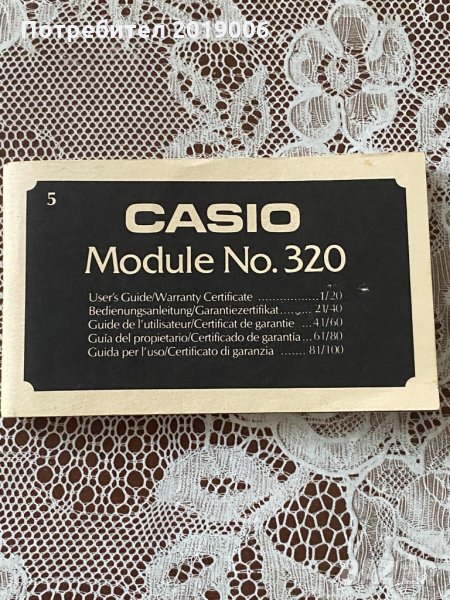 Потребител 2019006
5
CASIO
Module No. 320
User's Guide/Warranty Certificate ................. 1/20
Bedienungsanleitung/Garantiezertifikat....... 21/40
Guide de l'utilisateur/Certificat de garantie ... 41/60
Guía del propietario/Certificado de garantía... 61/80
Guida per l'uso/Certificato di garanzia ....... 81/100